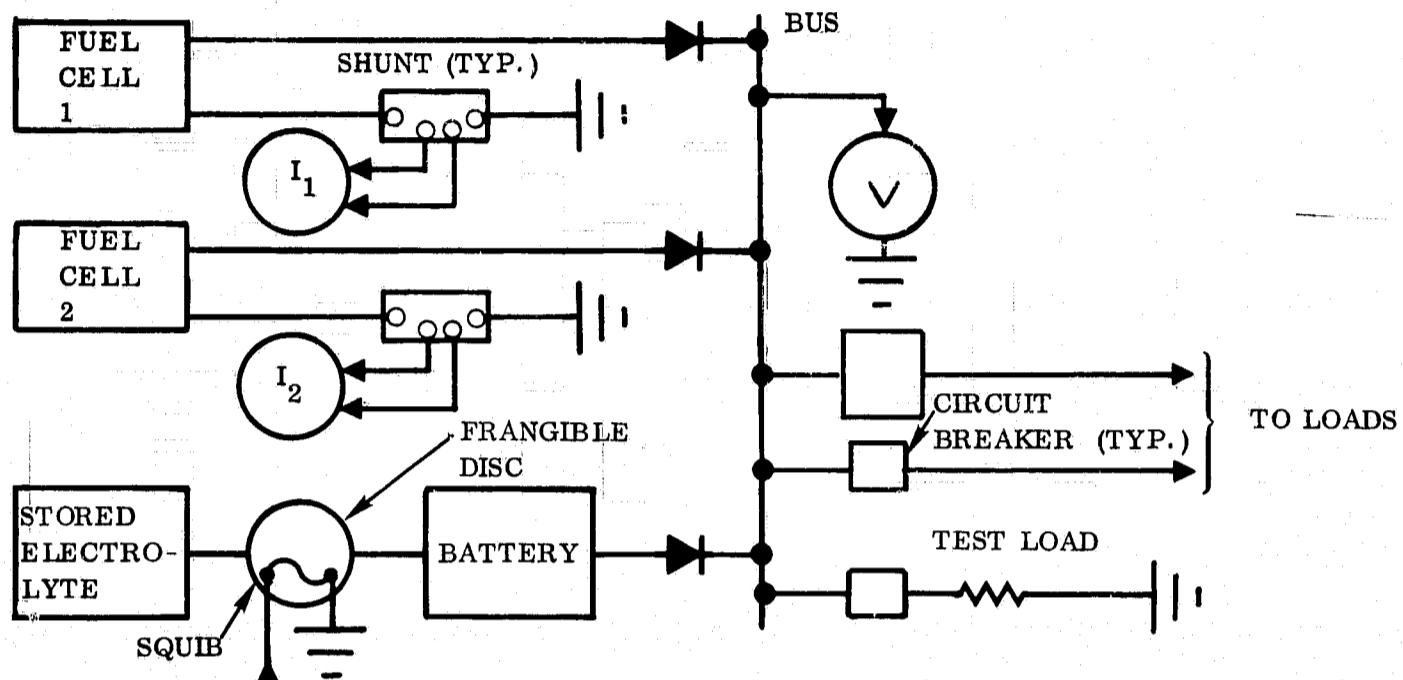 FUEL
CELL
1
SHUNT (TYP.)
BUS
I1
V
FUEL
CELL
2
I2
FRANGIBLE
DISC
CIRCUIT
BREAKER (TYP.)
TO LOADS
STORED
ELECTRO-
LYTE
BATTERY
TEST LOAD
SQUIB